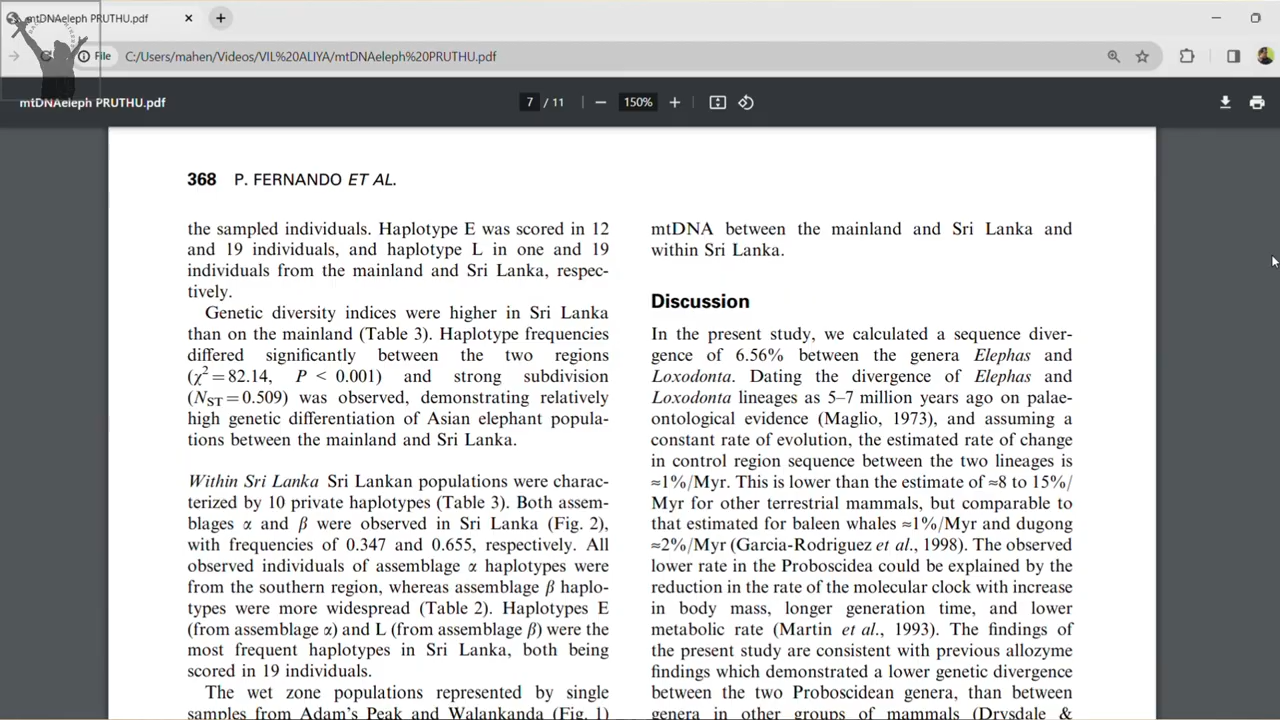 mtDNAeleph PRUTHU.pdf
File
C:/Users/mahen/Videos/VIL%20ALIYA/mtDNAeleph%20PRUTHU.pdf
mtDNAeleph PRUTHU.pdf
7 / 11
150%
368 P. FERNANDO ET AL.
the sampled individuals. Haplotype E was scored in 12
and 19 individuals, and haplotype L in one and 19
individuals from the mainland and Sri Lanka, respec-
tively.
Genetic diversity indices were higher in Sri Lanka
than on the mainland (Table 3). Haplotype frequencies
differed significantly between the two regions
(χ²=82.14, P < 0.001) and strong subdivision
(NST=0.509) was observed, demonstrating relatively
high genetic differentiation of Asian elephant popula-
tions between the mainland and Sri Lanka.
Within Sri Lanka Sri Lankan populations were charac-
terized by 10 private haplotypes (Table 3). Both assem-
blages α and β were observed in Sri Lanka (Fig. 2),
with frequencies of 0.347 and 0.655, respectively. All
observed individuals of assemblage α haplotypes were
from the southern region, whereas assemblage β haplo-
types were more widespread (Table 2). Haplotypes E
(from assemblage α) and L (from assemblage β) were the
most frequent haplotypes in Sri Lanka, both being
scored in 19 individuals.
The wet zone populations represented by single
samples from Adam's Peak and Walankanda (Fig. 1)
mtDNA between the mainland and Sri Lanka and
within Sri Lanka.
Discussion
In the present study, we calculated a sequence diver-
gence of 6.56% between the genera Elephas and
Loxodonta. Dating the divergence of Elephas and
Loxodonta lineages as 5–7 million years ago on palae-
ontological evidence (Maglio, 1973), and assuming a
constant rate of evolution, the estimated rate of change
in control region sequence between the two lineages is
≈1%/Myr. This is lower than the estimate of ≈8 to 15%/
Myr for other terrestrial mammals, but comparable to
that estimated for baleen whales ≈1%/Myr and dugong
≈2%/Myr (Garcia-Rodriguez et al., 1998). The observed
lower rate in the Proboscidea could be explained by the
reduction in the rate of the molecular clock with increase
in body mass, longer generation time, and lower
metabolic rate (Martin et al., 1993). The findings of
the present study are consistent with previous allozyme
findings which demonstrated a lower genetic divergence
between the two Proboscidean genera, than between
genera in other groups of mammals (Drysdale &